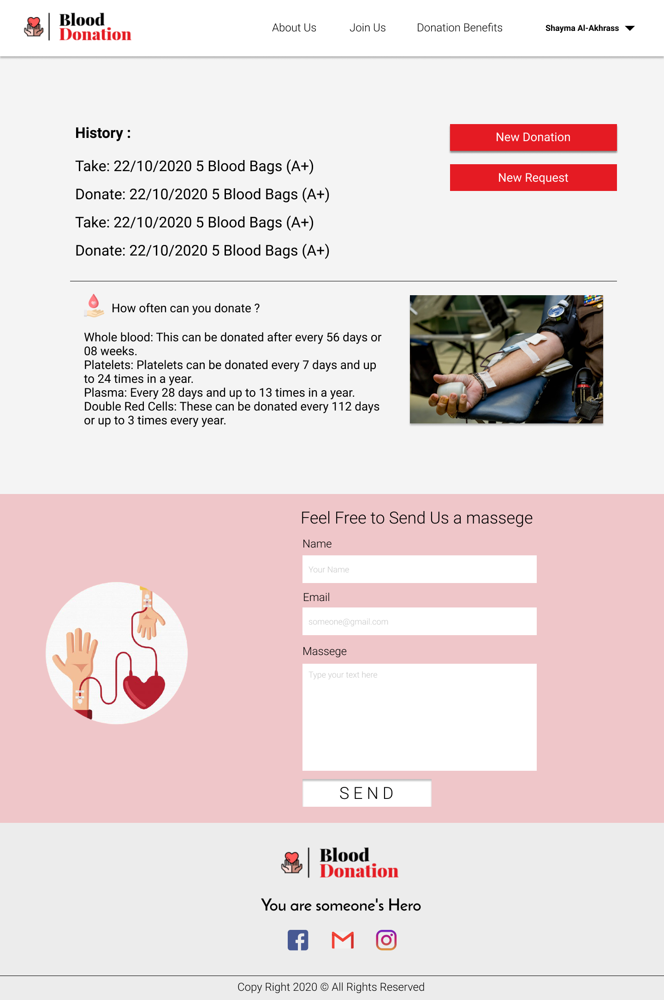 Blood
Donation
About Us
Join Us
Donation Benefits
Shayma Al-Akhrass
History :
New Donation
Take: 22/10/2020 5 Blood Bags (A+)
New Request
Donate: 22/10/2020 5 Blood Bags (A+)
Take: 22/10/2020 5 Blood Bags (A+)
Donate: 22/10/2020 5 Blood Bags (A+)
How often can you donate ?
Whole blood: This can be donated after every 56 days or
08 weeks.
Platelets: Platelets can be donated every 7 days and up
to 24 times in a year.
Plasma: Every 28 days and up to 13 times in a year.
Double Red Cells: These can be donated every 112 days
or up to 3 times every year.
Feel Free to Send Us a massege
Name
Your Name
Email
someone@gmail.com
Massege
Type your text here
SEND
Blood
Donation
You are someone's Hero
Copy Right 2020 © All Rights Reserved